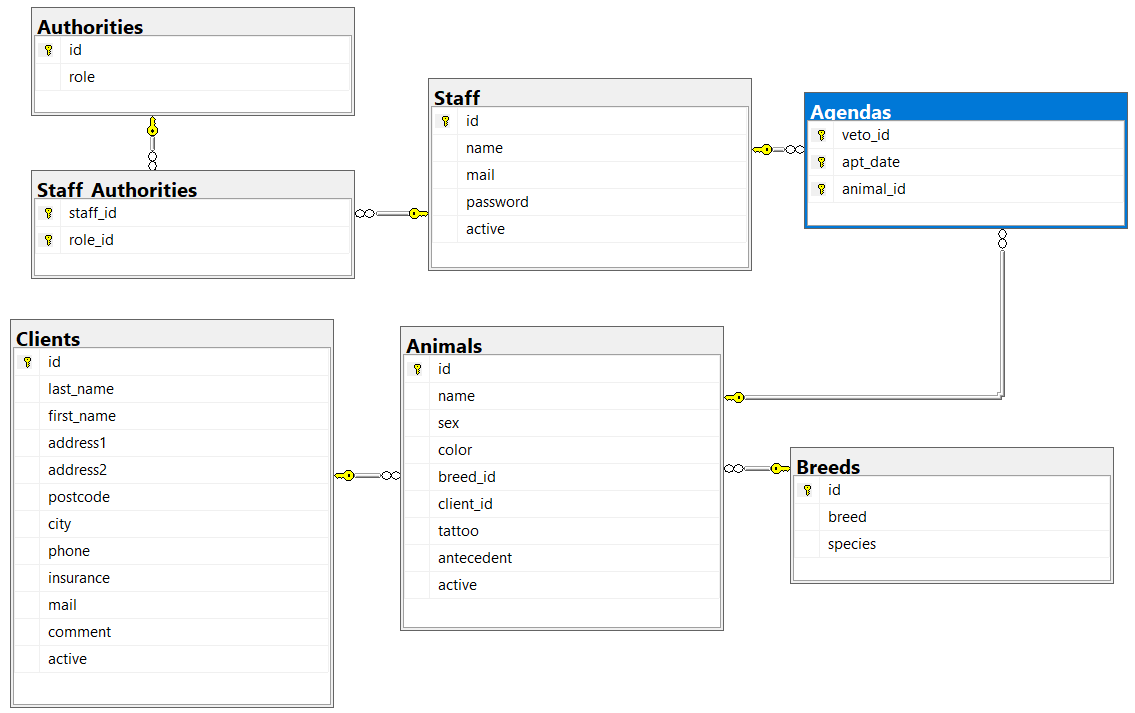 Authorities
id
role
Staff_Authorities
staff_id
role_id
Staff
id
name
mail
password
active
Agendas
veto_id
apt_date
animal_id
Clients
id
last_name
first_name
address1
address2
postcode
city
phone
insurance
mail
comment
active
Animals
id
name
sex
color
breed_id
client_id
tattoo
antecedent
active
Breeds
id
breed
species